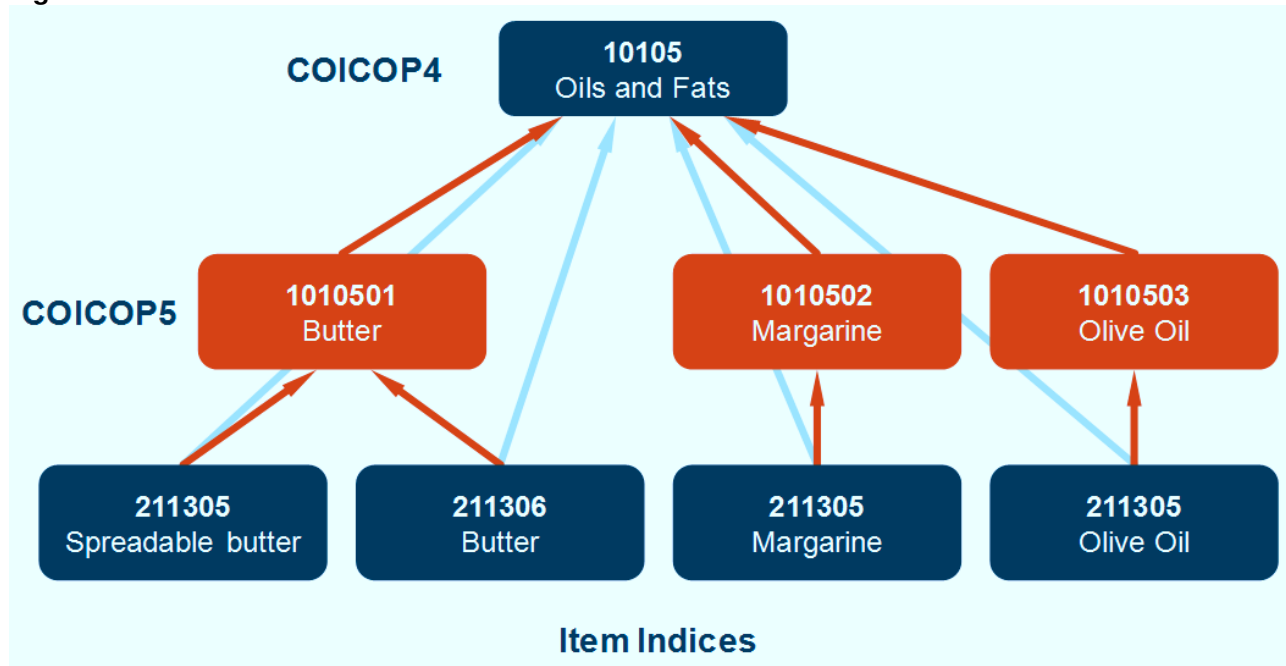 COICOP4
10105
Oils and Fats
COICOP5
1010501
Butter
1010502
Margarine
1010503
Olive Oil
211305
Spreadable butter
211306
Butter
211305
Margarine
211305
Olive Oil
Item Indices